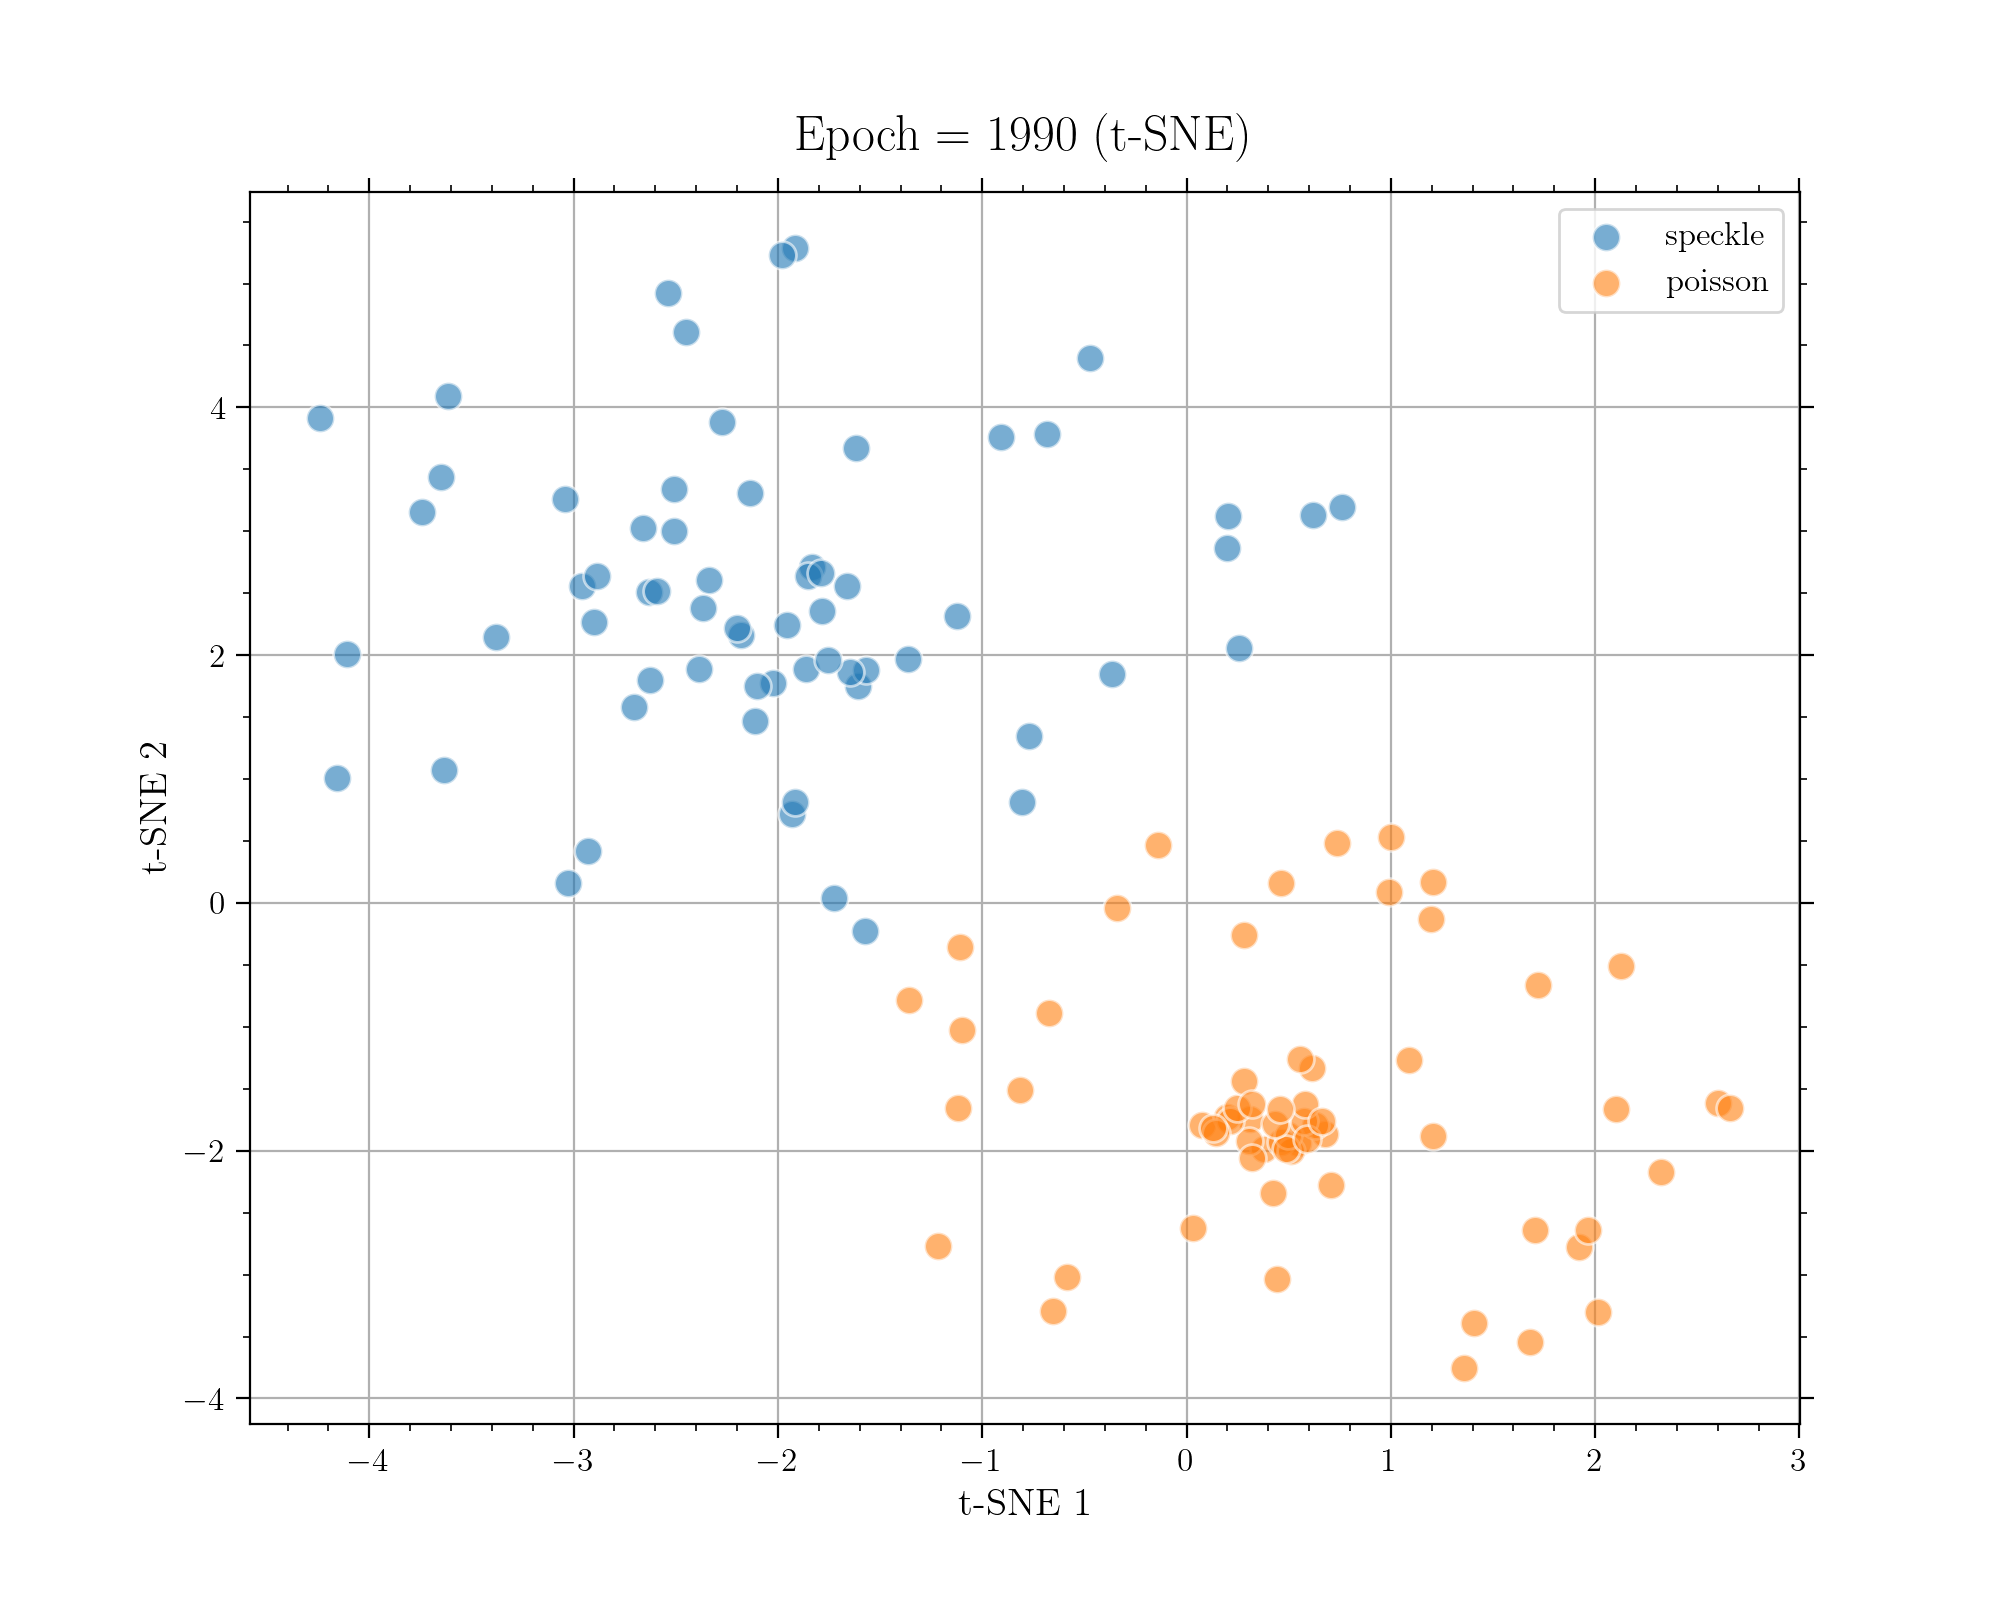 Epoch = 1990 (t-SNE)
speckle
poisson
4
2
0
−2
−4
t-SNE 2
−4 −3 −2 −1 0 1 2 3
t-SNE 1